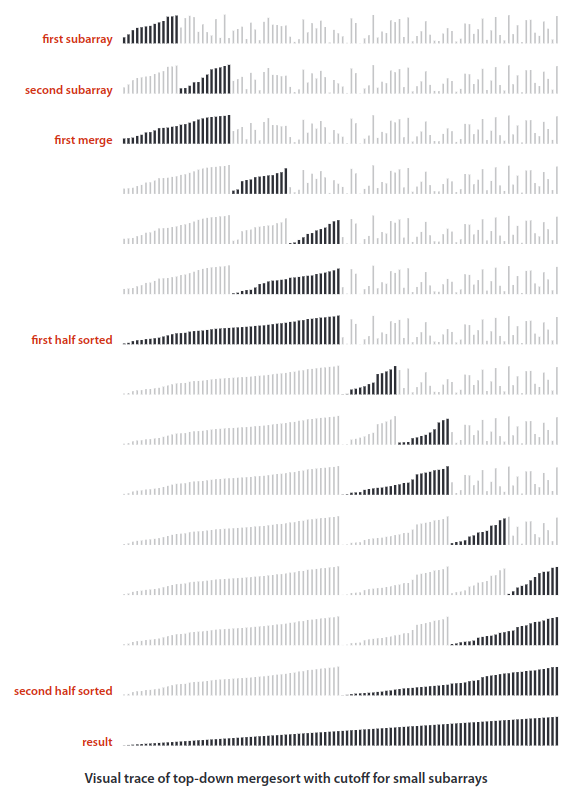 first subarray
second subarray
first merge
first half sorted
second half sorted
result
Visual trace of top-down mergesort with cutoff for small subarrays